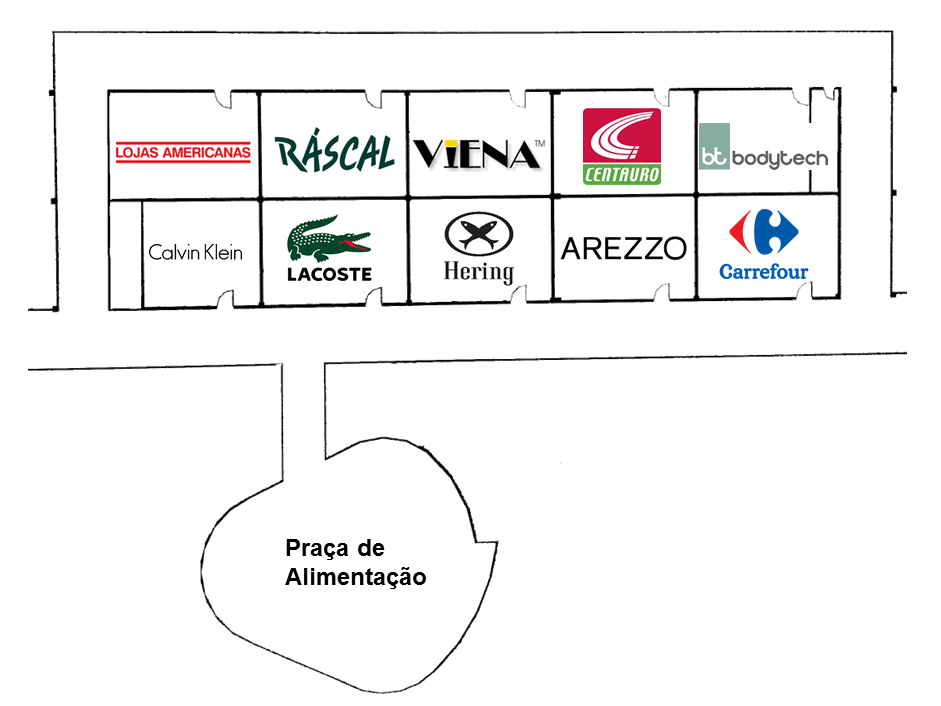 LOJAS AMERICANAS
RÁSCAL
VIENA™
CENTAURO
bt bodytech
Calvin Klein
LACOSTE
Hering
AREZZO
Carrefour
Praça de
Alimentação